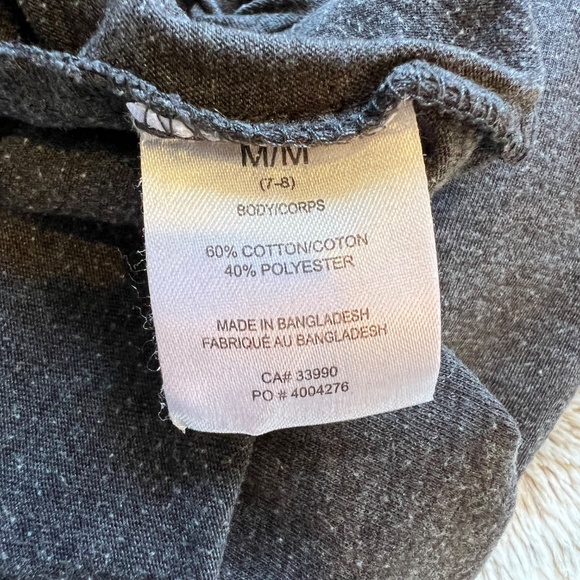 M/M
(7-8)
BODY/CORPS
60% COTTON/COTON
40% POLYESTER
MADE IN BANGLADESH
FABRIQUÉ AU BANGLADESH
CA# 33990
PO # 4004276